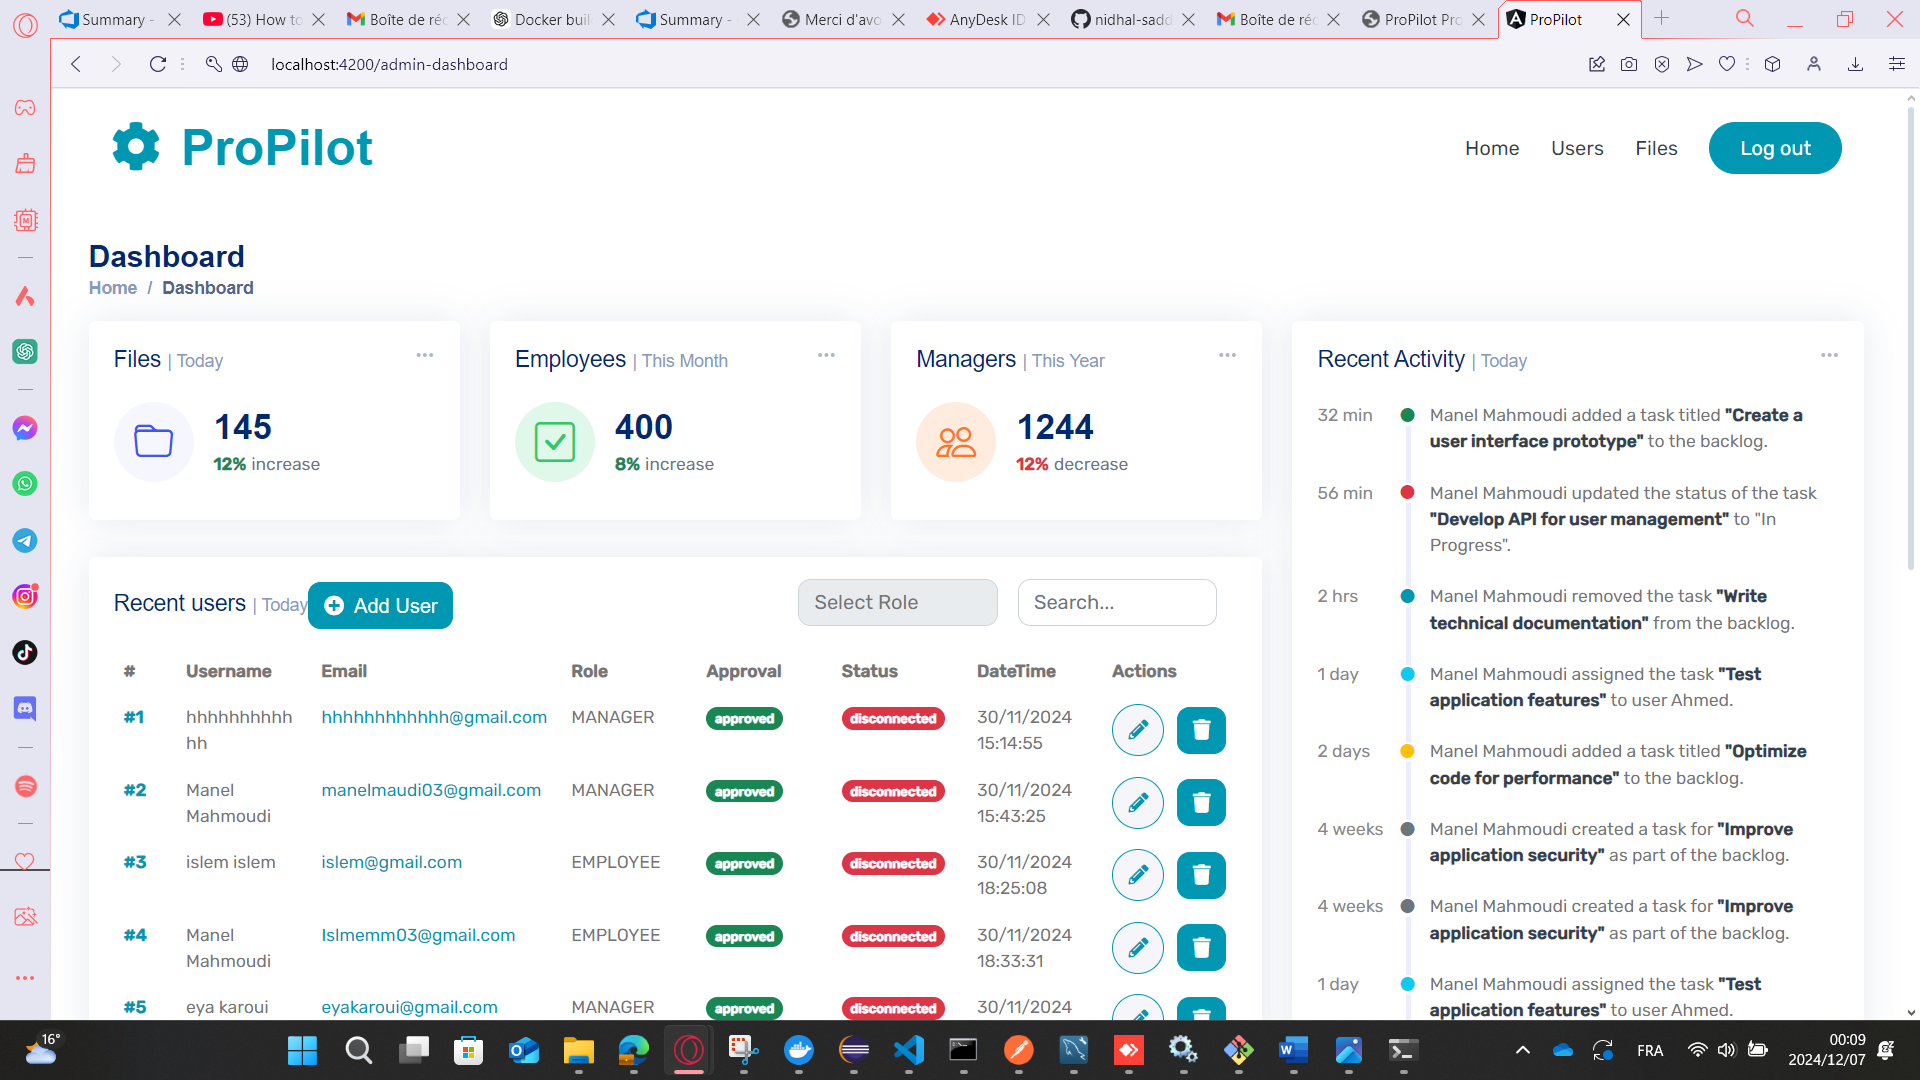 Summary -
(53) How to
Boîte de réc
Docker buil
Summary -
Merci d'avo
AnyDesk ID
nidhal-sadd
Boîte de réc
ProPilot Pro
ProPilot
localhost:4200/admin-dashboard
ProPilot
Home
Users
Files
Log out
Dashboard
Home / Dashboard
Files | Today
145
12% increase
Employees | This Month
400
8% increase
Managers | This Year
1244
12% decrease
Recent users | Today
Add User
Select Role
Search...
# Username Email Role Approval Status DateTime Actions
#1 hhhhhhhhhh hhhhhhhhhhhh@gmail.com MANAGER approved disconnected 30/11/2024
hh 15:14:55
#2 Manel manelmaudi03@gmail.com MANAGER approved disconnected 30/11/2024
Mahmoudi 15:43:25
#3 islem islem islem@gmail.com EMPLOYEE approved disconnected 30/11/2024
18:25:08
#4 Manel Islmemm03@gmail.com EMPLOYEE approved disconnected 30/11/2024
Mahmoudi 18:33:31
#5 eya karoui eyakaroui@gmail.com MANAGER approved disconnected 30/11/2024
Recent Activity | Today
32 min Manel Mahmoudi added a task titled "Create a
user interface prototype" to the backlog.
56 min Manel Mahmoudi updated the status of the task
"Develop API for user management" to "In
Progress".
2 hrs Manel Mahmoudi removed the task "Write
technical documentation" from the backlog.
1 day Manel Mahmoudi assigned the task "Test
application features" to user Ahmed.
2 days Manel Mahmoudi added a task titled "Optimize
code for performance" to the backlog.
4 weeks Manel Mahmoudi created a task for "Improve
application security" as part of the backlog.
4 weeks Manel Mahmoudi created a task for "Improve
application security" as part of the backlog.
1 day Manel Mahmoudi assigned the task "Test
application features" to user Ahmed.
16°
FRA
00:09
2024/12/07